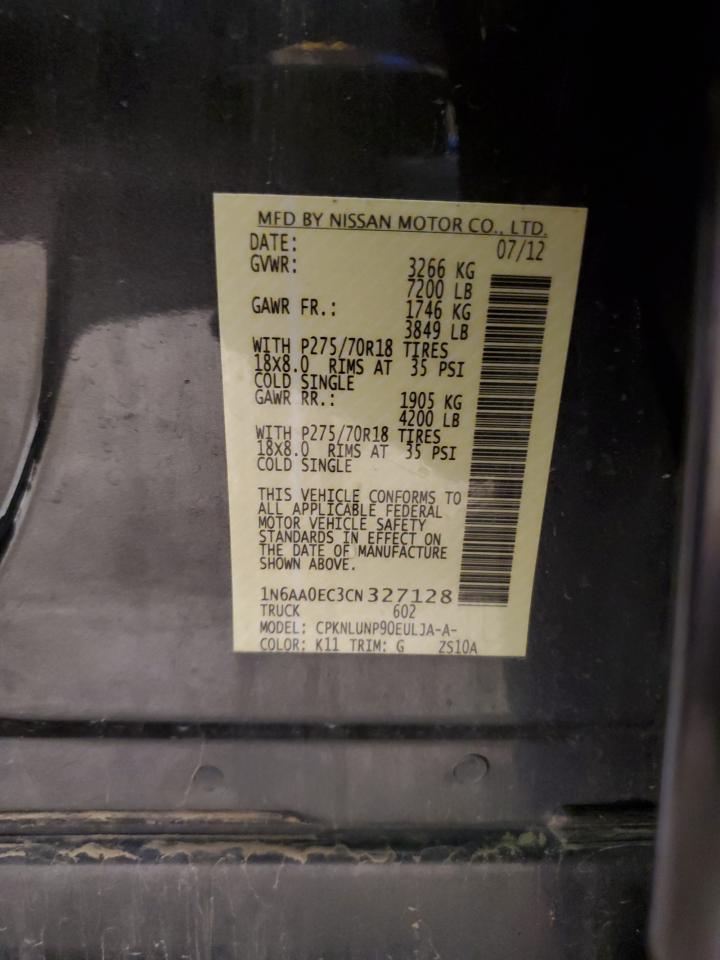 MFD BY NISSAN MOTOR CO., LTD.
DATE: 07/12
GVWR: 3266 KG
7200 LB
GAWR FR.: 1746 KG
3849 LB
WITH P275/70R18 TIRES
18X8.0 RIMS AT 35 PSI
COLD SINGLE
GAWR RR.: 1905 KG
4200 LB
WITH P275/70R18 TIRES
18X8.0 RIMS AT 35 PSI
COLD SINGLE
THIS VEHICLE CONFORMS TO
ALL APPLICABLE FEDERAL
MOTOR VEHICLE SAFETY
STANDARDS IN EFFECT ON
THE DATE OF MANUFACTURE
SHOWN ABOVE.
1N6AA0EC3CN327128
TRUCK 602
MODEL: CPKNLUNP90EULJA-A-
COLOR: K11 TRIM: G ZS10A